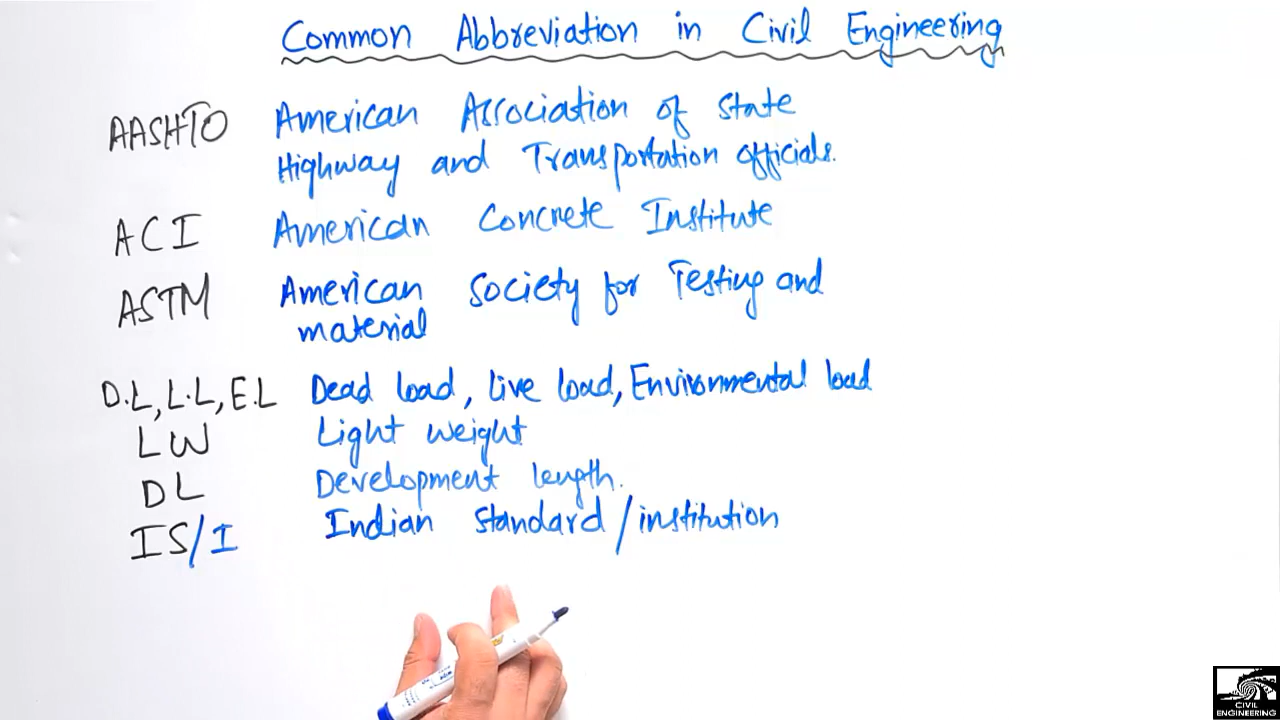 Common Abbreviation in Civil Engineering
AASHTO American Association of State
Highway and Transportation officials.
ACI American Concrete Institute
ASTM American Society for Testing and
material
D.L, L.L, E.L Dead load, Live load, Environmental load
LW Light weight
DL Development length.
IS/I Indian standard/institution
CIVIL
ENGINEERING